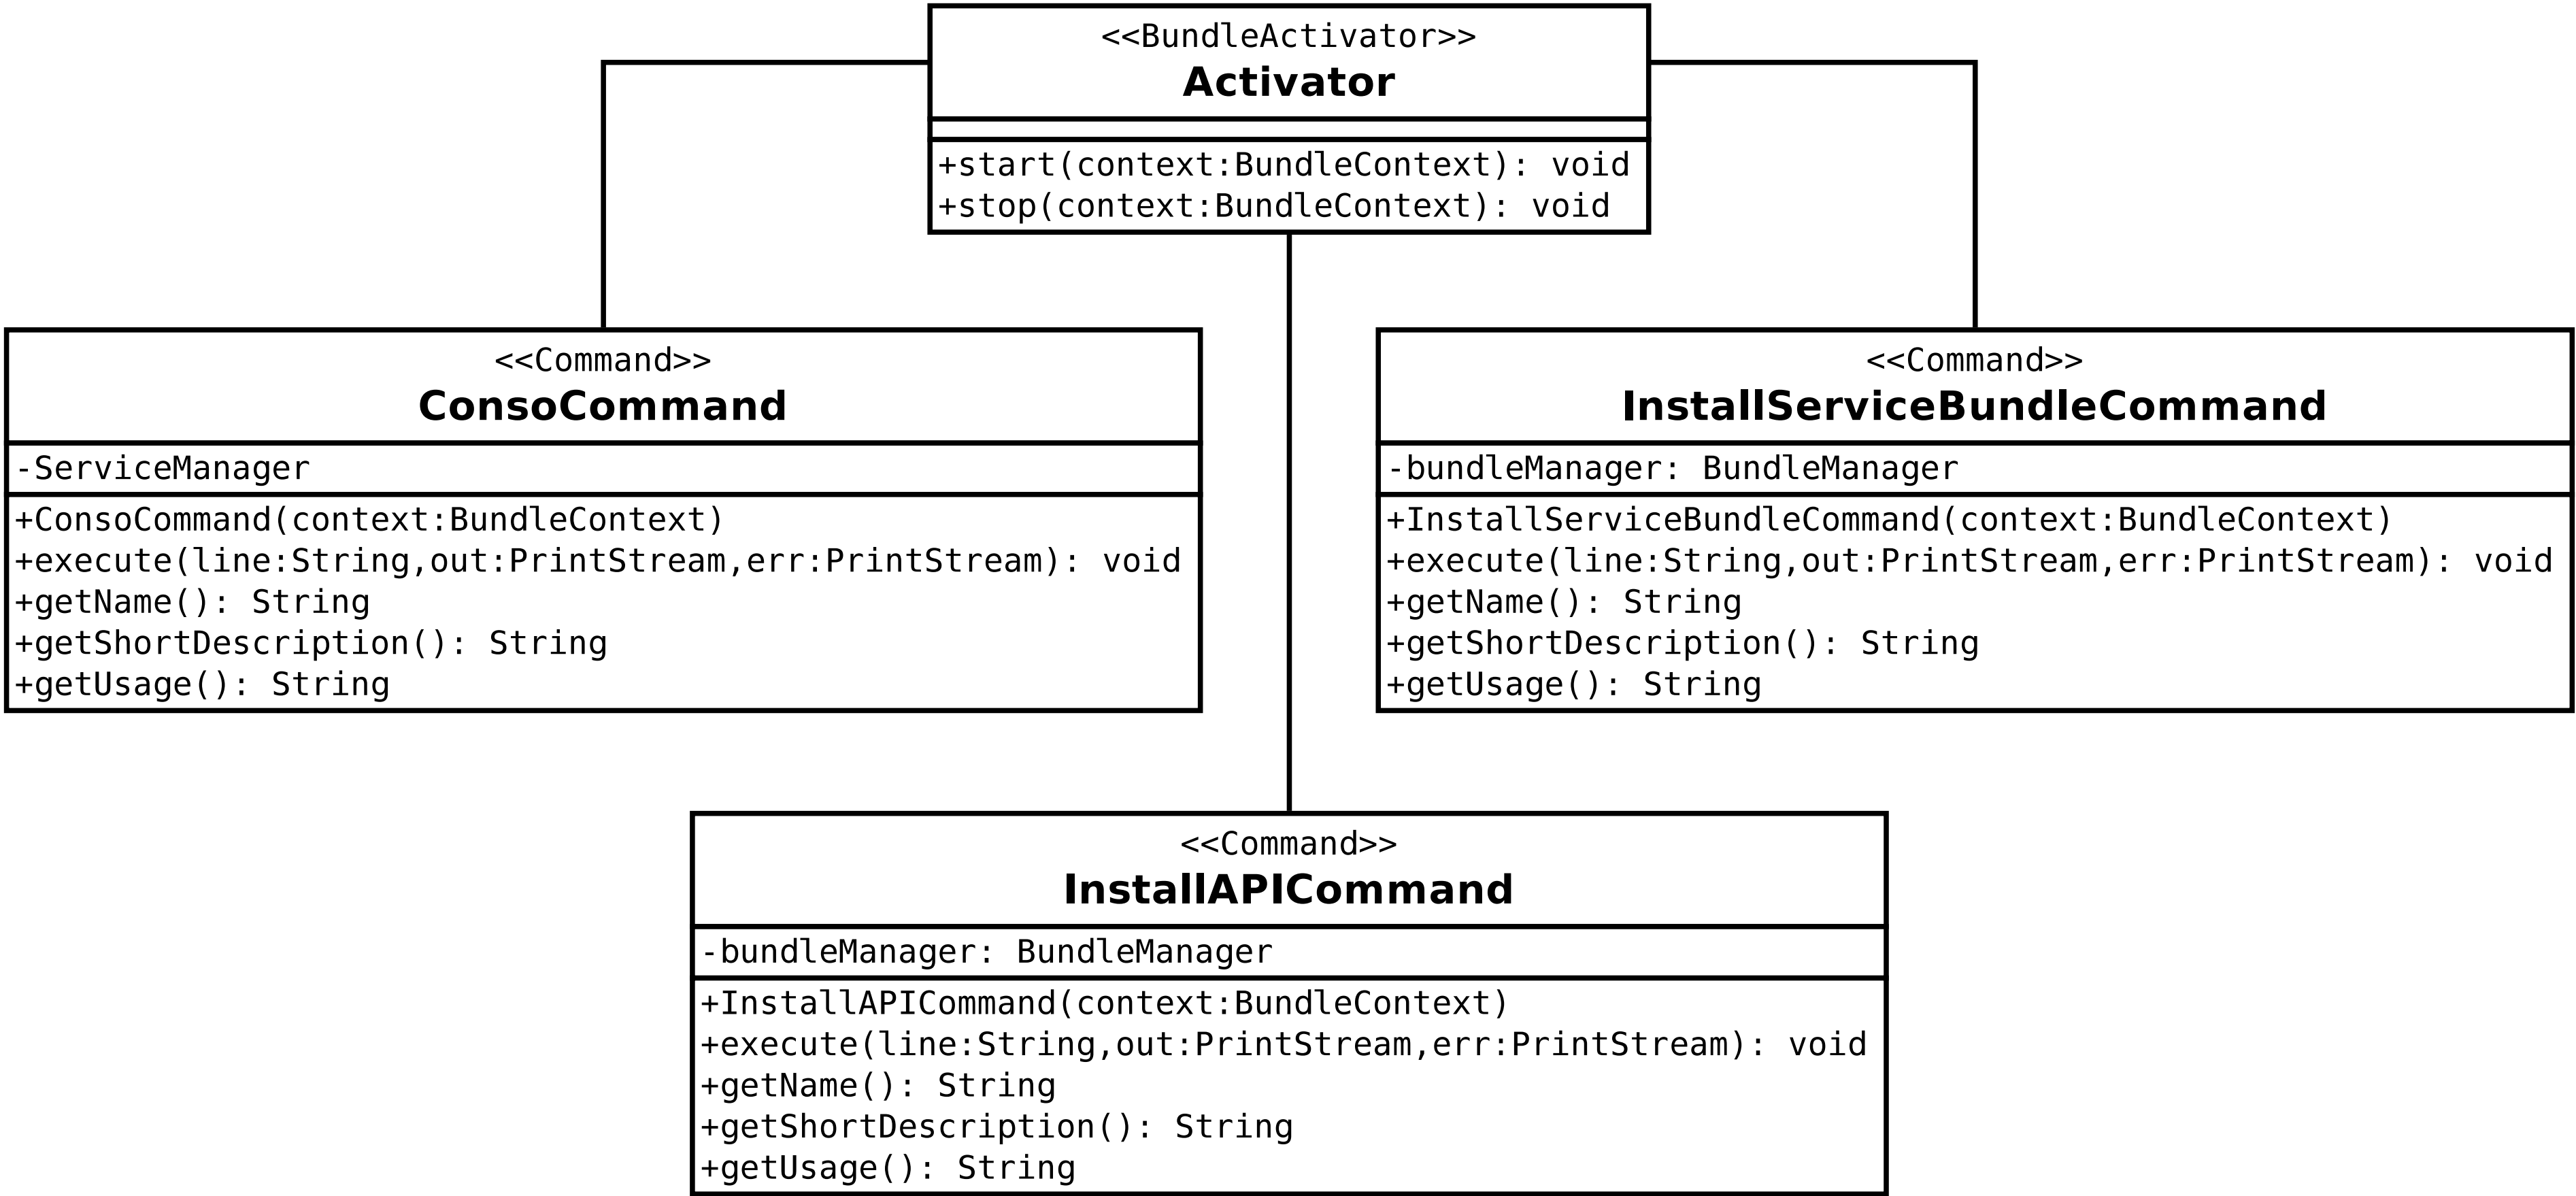 <<BundleActivator>>
Activator
+start(context:BundleContext): void
+stop(context:BundleContext): void
<<Command>>
ConsoCommand
-ServiceManager
+ConsoCommand(context:BundleContext)
+execute(line:String,out:PrintStream,err:PrintStream): void
+getName(): String
+getShortDescription(): String
+getUsage(): String
<<Command>>
InstallServiceBundleCommand
-bundleManager: BundleManager
+InstallServiceBundleCommand(context:BundleContext)
+execute(line:String,out:PrintStream,err:PrintStream): void
+getName(): String
+getShortDescription(): String
+getUsage(): String
<<Command>>
InstallAPICommand
-bundleManager: BundleManager
+InstallAPICommand(context:BundleContext)
+execute(line:String,out:PrintStream,err:PrintStream): void
+getName(): String
+getShortDescription(): String
+getUsage(): String